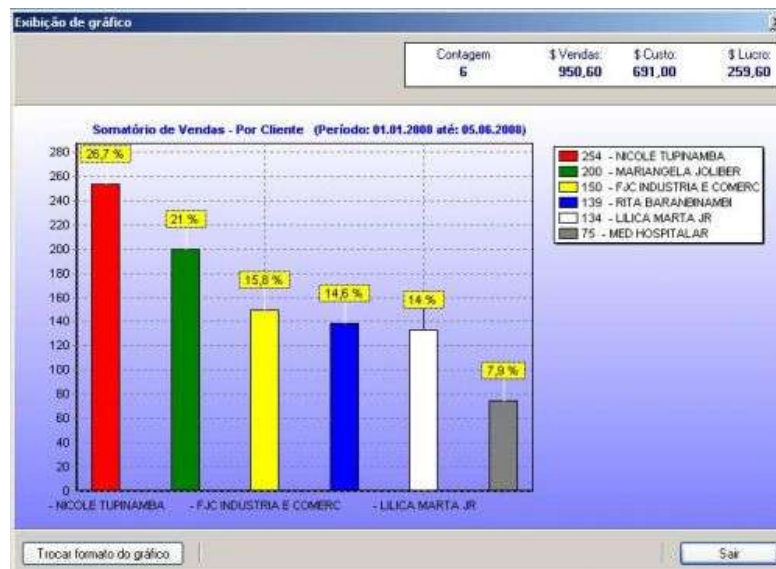 Exibição de gráfico
Contagem $ Vendas: $ Custo: $ Lucro:
6 950,60 691,00 259,60
Somatório de Vendas - Por Cliente (Período: 01.01.2008 até: 05.06.2008)
280
260
240
220
200
180
160
140
120
100
80
60
40
20
0
26,7 %
21 %
15,8 %
14,6 %
14 %
7,9 %
254 - NICOLE TUPINAMBA
200 - MARIANGELA JOLIBER
150 - FJC INDUSTRIA E COMERC
139 - RITA BARANBINAMBI
134 - LILICA MARTA JR
75 - MED HOSPITALAR
- NICOLE TUPINAMBA - FJC INDUSTRIA E COMERC - LILICA MARTA JR
Trocar formato do gráfico Sair